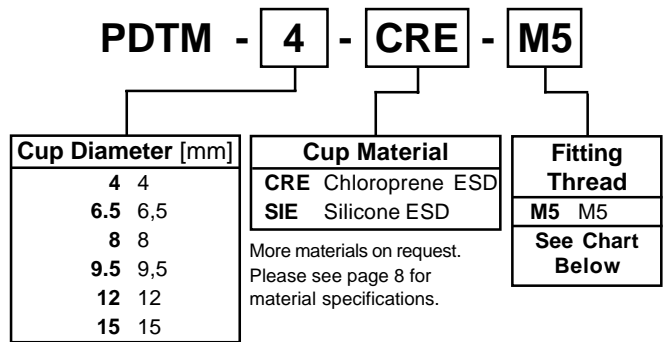 PDTM - 4 - CRE - M5
Cup Diameter [mm]
4 4
6.5 6,5
8 8
9.5 9,5
12 12
15 15
Cup Material
CRE Chloroprene ESD
SIE Silicone ESD
More materials on request.
Please see page 8 for
material specifications.
Fitting
Thread
M5 M5
See Chart
Below